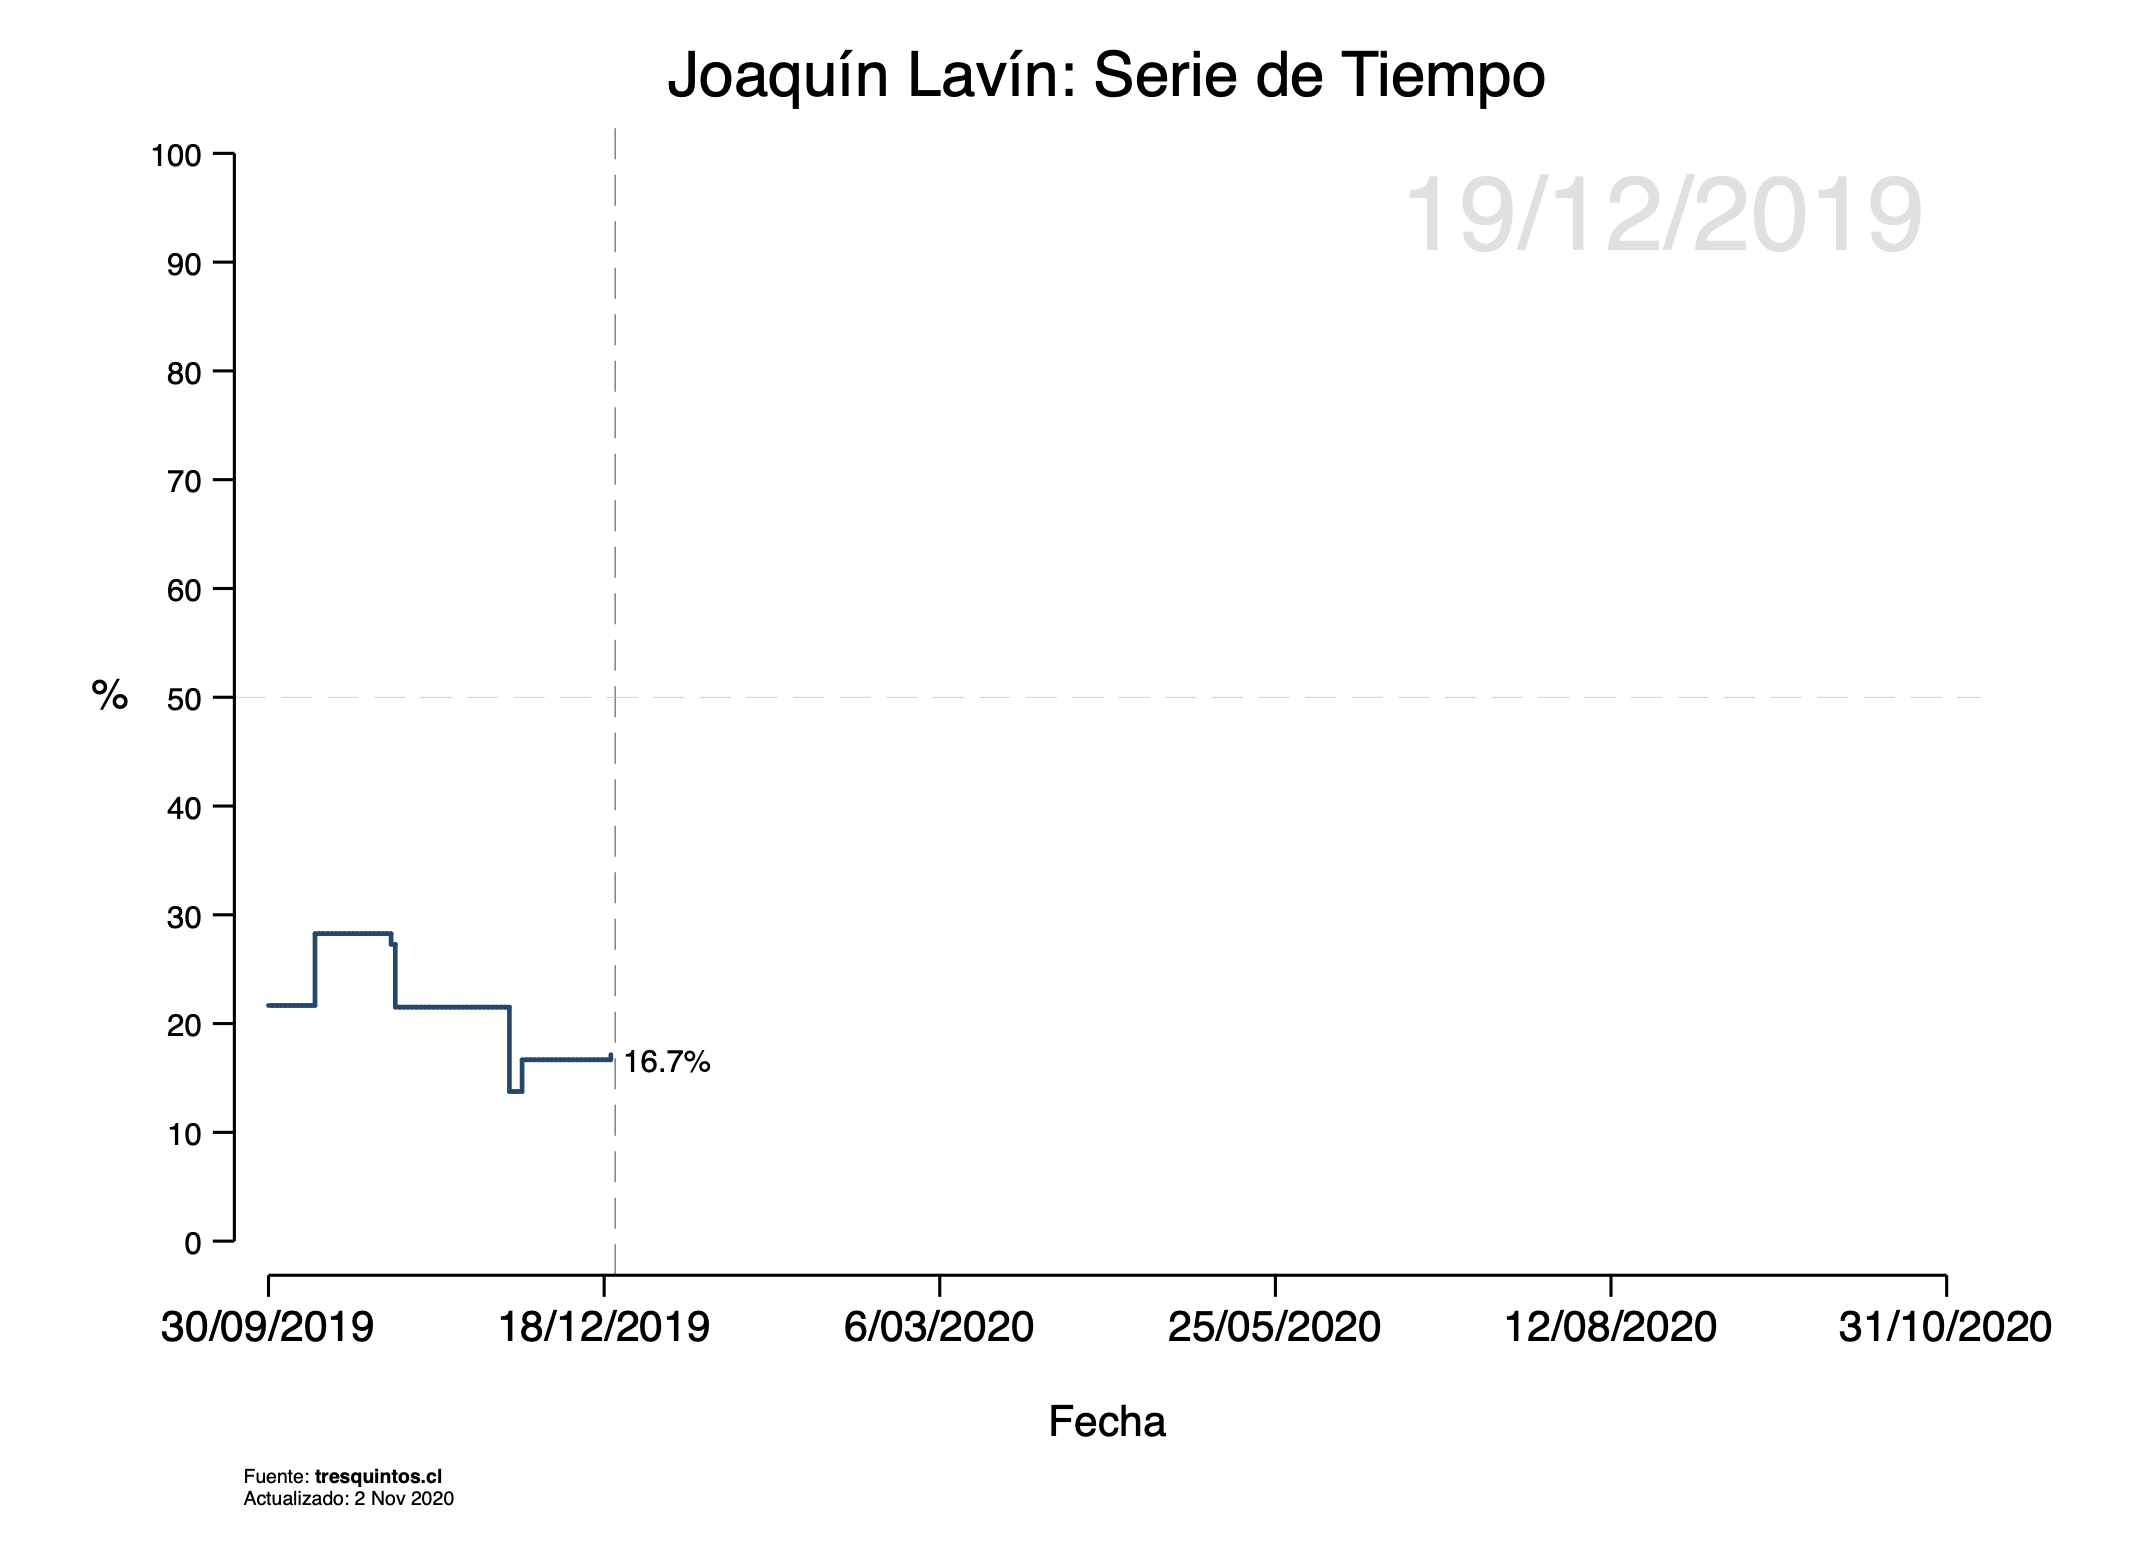 Joaquín Lavín: Serie de Tiempo
19/12/2019
100
90
80
70
60
% 50
40
30
20
16.7%
10
0
30/09/2019 18/12/2019 6/03/2020 25/05/2020 12/08/2020 31/10/2020
Fecha
Fuente: tresquintos.cl
Actualizado: 2 Nov 2020